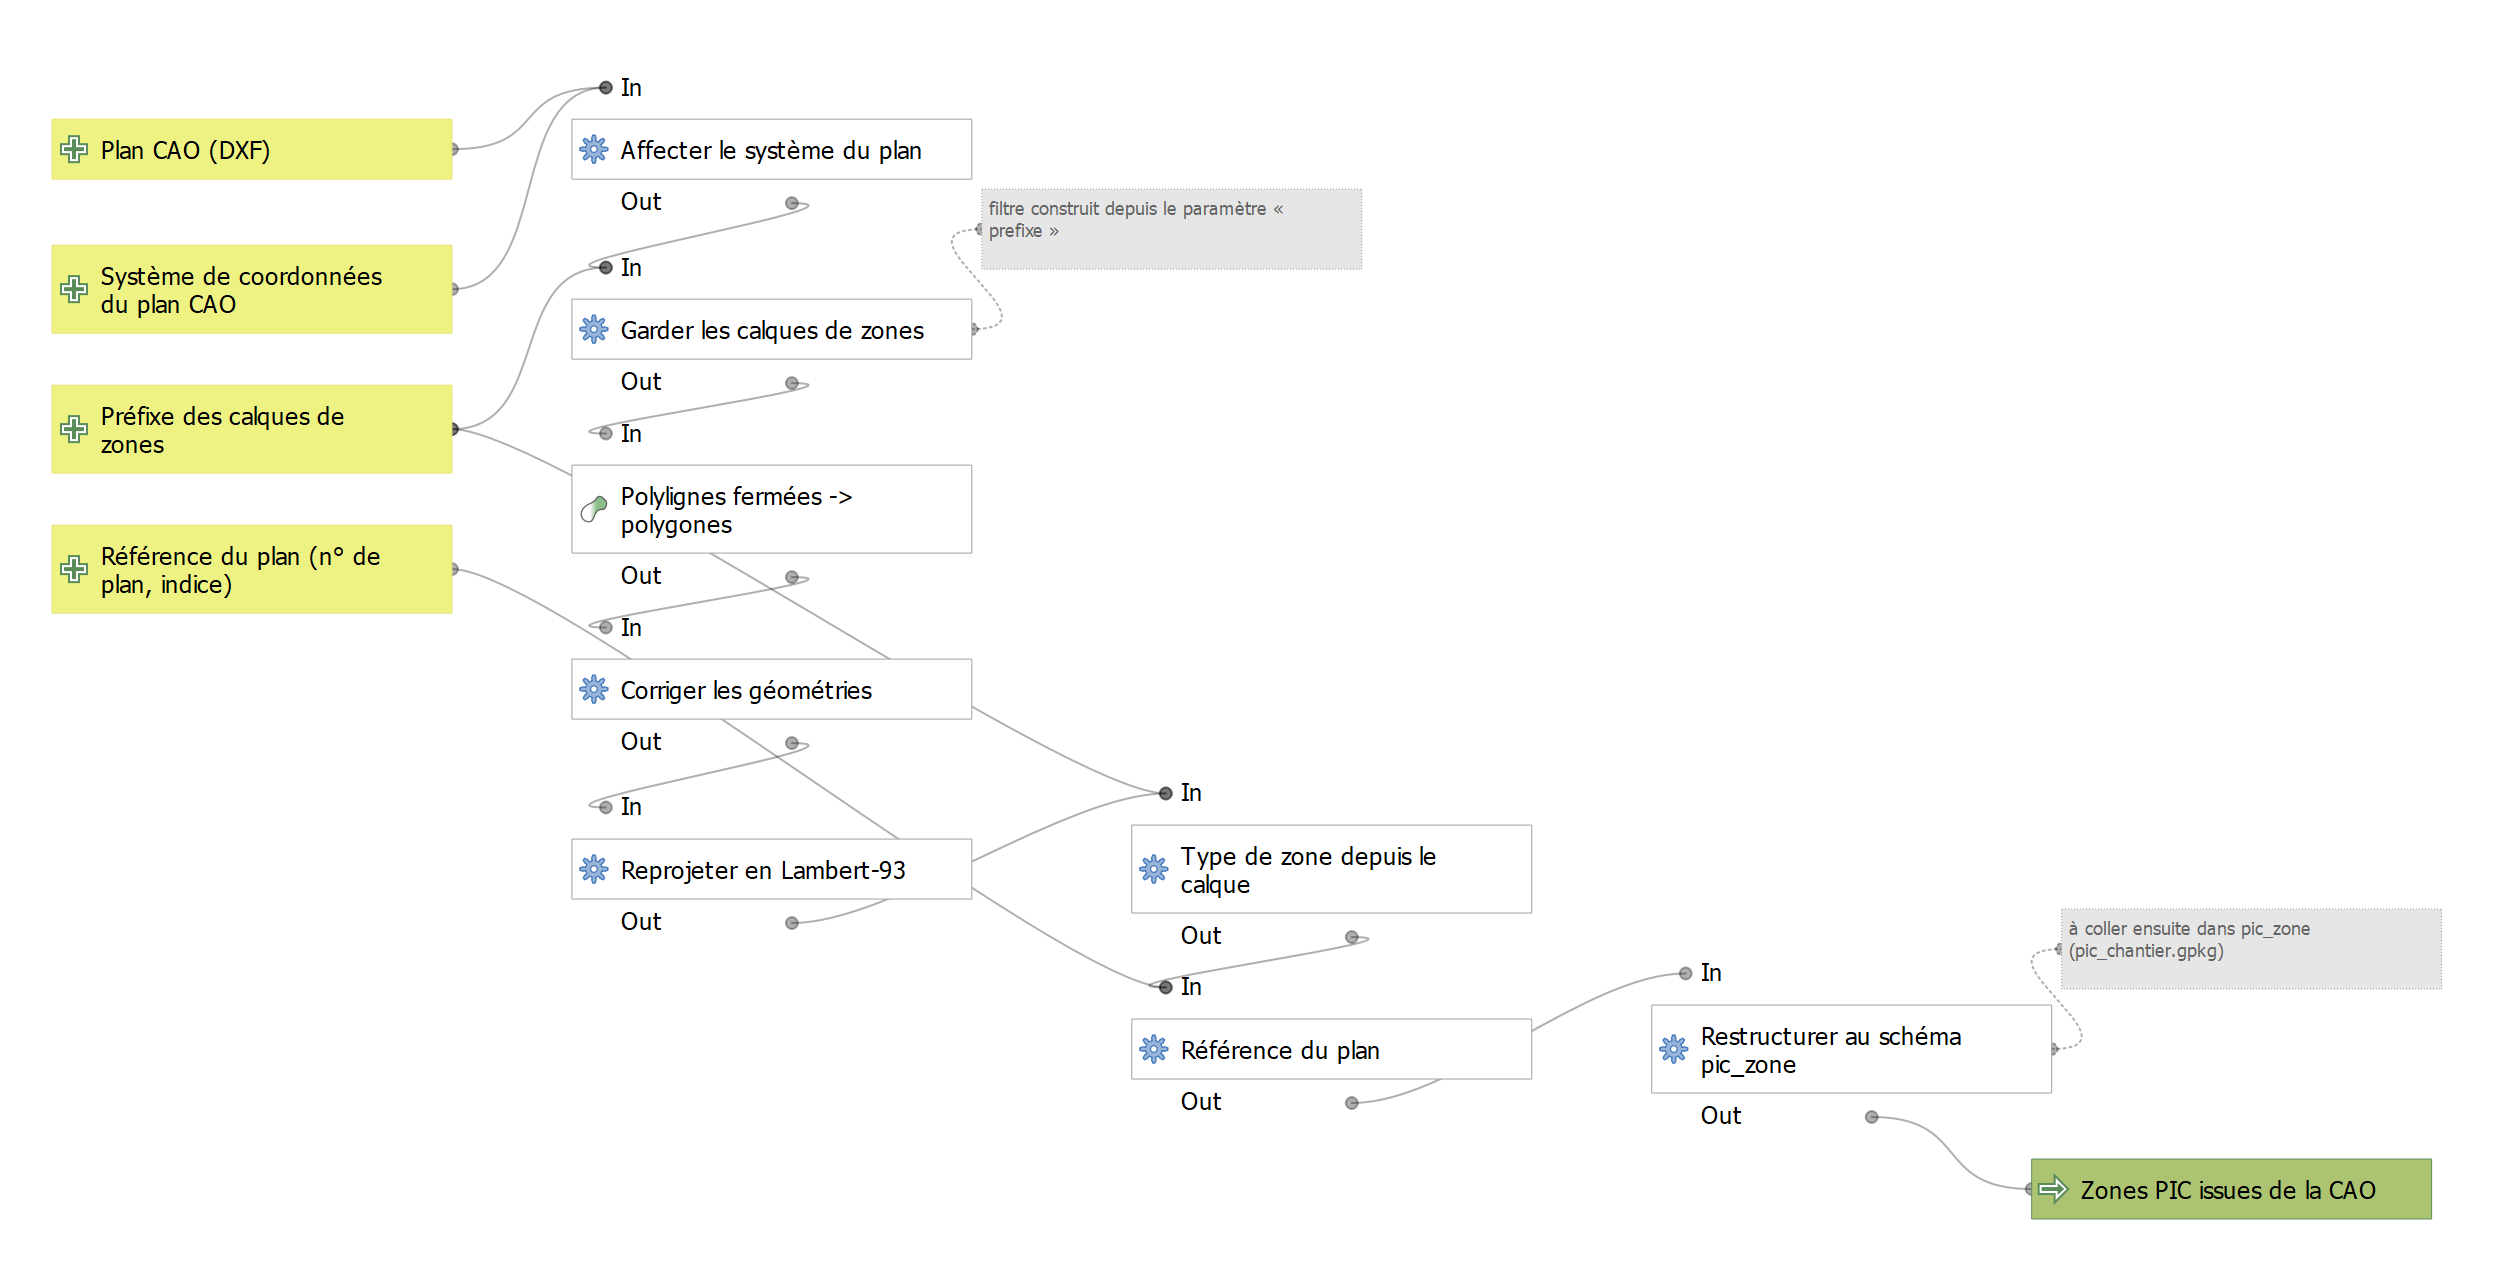 In
Plan CAO (DXF)
Affecter le système du plan
Out
filtre construit depuis le paramètre «
prefixe »
Système de coordonnées
du plan CAO
In
Garder les calques de zones
Out
Préfixe des calques de
zones
In
Polylignes fermées ->
polygones
Out
Référence du plan (n° de
plan, indice)
In
Corriger les géométries
Out
In
Reprojeter en Lambert-93
Out
In
Type de zone depuis le
calque
Out
In
Référence du plan
Out
à coller ensuite dans pic_zone
(pic_chantier.gpkg)
In
Restructurer au schéma
pic_zone
Out
Zones PIC issues de la CAO